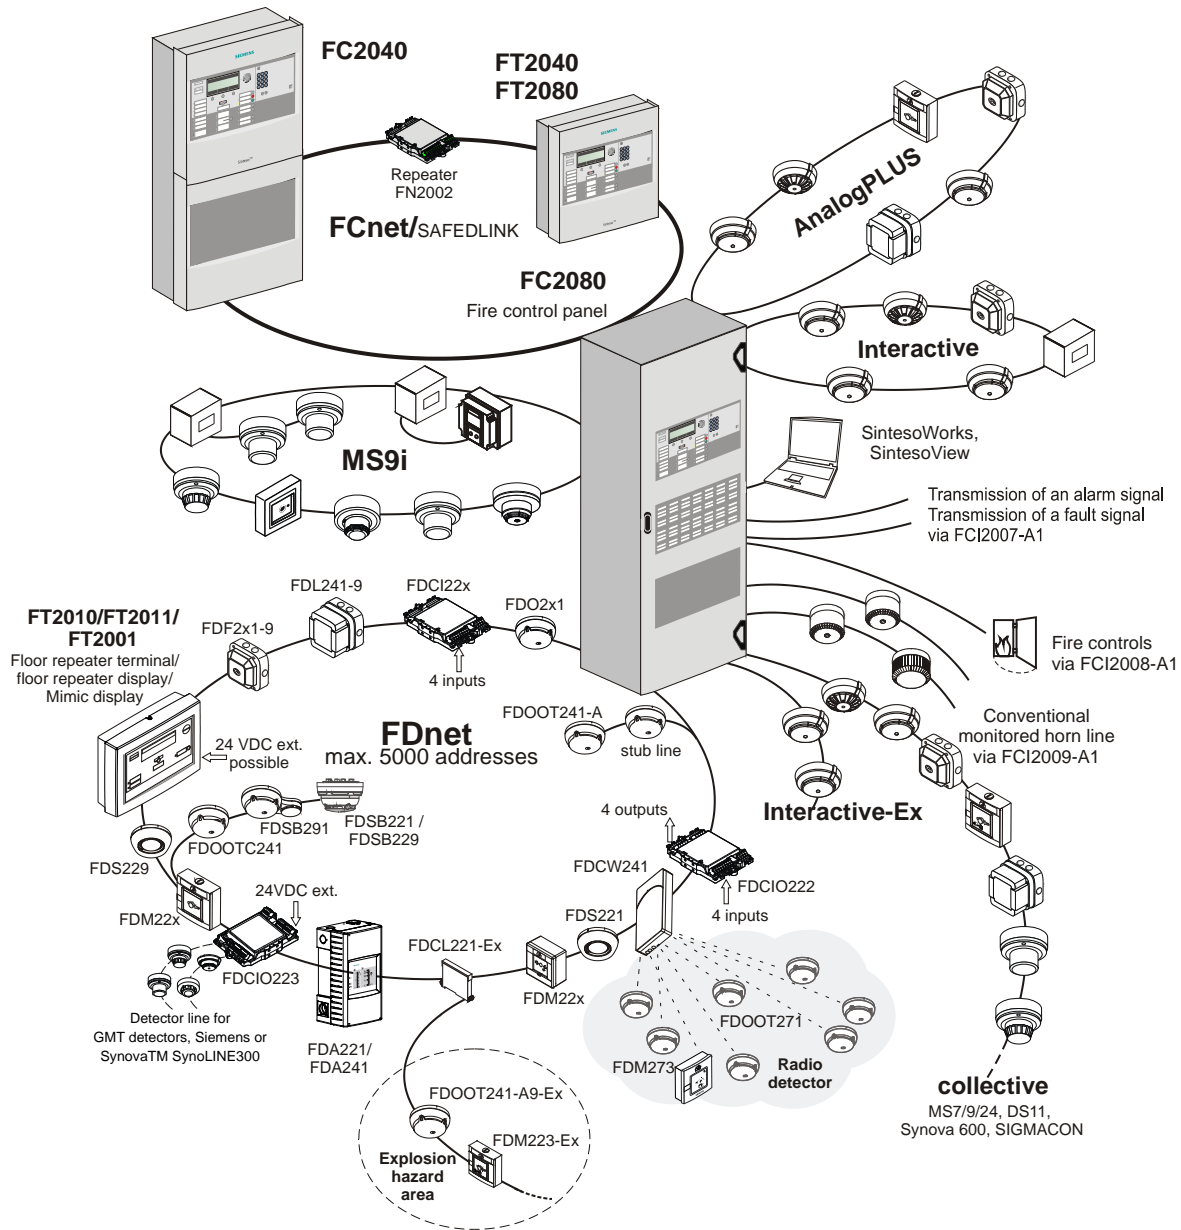 FC2040
FT2040
FT2080
SIEMENS
SIEMENS
Repeater
FN2002
FCnet/SAFEDLINK
AnalogPLUS
FC2080
Fire control panel
Interactive
MS9i
SintesoWorks,
SintesoView
Transmission of an alarm signal
Transmission of a fault signal
via FCI2007-A1
FDL241-9
FDCI22x
FDO2x1
FT2010/FT2011/
FT2001
Floor repeater terminal/
floor repeater display/
Mimic display
FDF2x1-9
4 inputs
Fire controls
via FCI2008-A1
FDOOT241-A
stub line
FDnet
max. 5000 addresses
24 VDC ext.
possible
Conventional
monitored horn line
via FCI2009-A1
Interactive-Ex
FDSB291
FDSB221 /
FDSB229
FDOOTC241
FDS229
4 outputs
FDCW241
FDCIO222
4 inputs
FDM22x
24VDC ext.
FDS221
FDCL221-Ex
FDCIO223
FDM22x
FDOOT271
Detector line for
GMT detectors, Siemens or
SynovaTM SynoLINE300
FDA221/
FDA241
FDM273
Radio
detector
collective
MS7/9/24, DS11,
Synova 600, SIGMACON
FDOOT241-A9-Ex
FDM223-Ex
Explosion
hazard
area